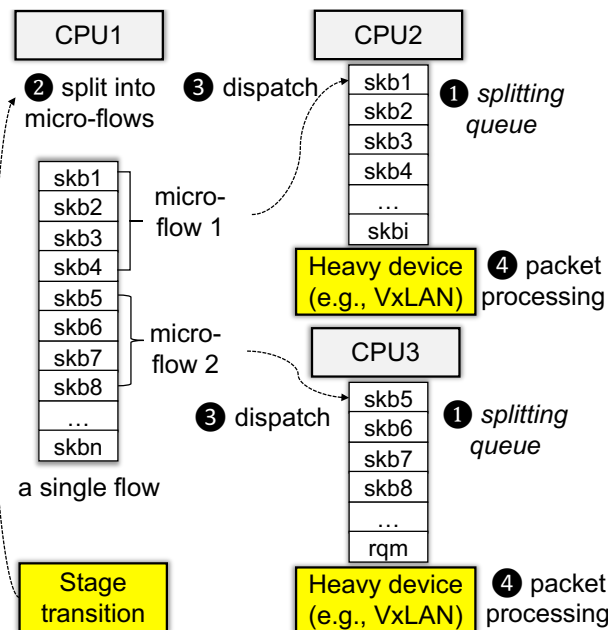 CPU1
❷ split into
micro-flows
skb1
skb2
skb3
skb4
skb5
skb6
skb7
skb8
...
skbn
micro-
flow 1
micro-
flow 2
a single flow
Stage
transition
❸ dispatch
CPU2
skb1
skb2
skb3
skb4
...
skbi
❶ splitting
queue
Heavy device
(e.g., VxLAN)
❹ packet
processing
❸ dispatch
CPU3
skb5
skb6
skb7
skb8
...
rqm
❶ splitting
queue
Heavy device
(e.g., VxLAN)
❹ packet
processing